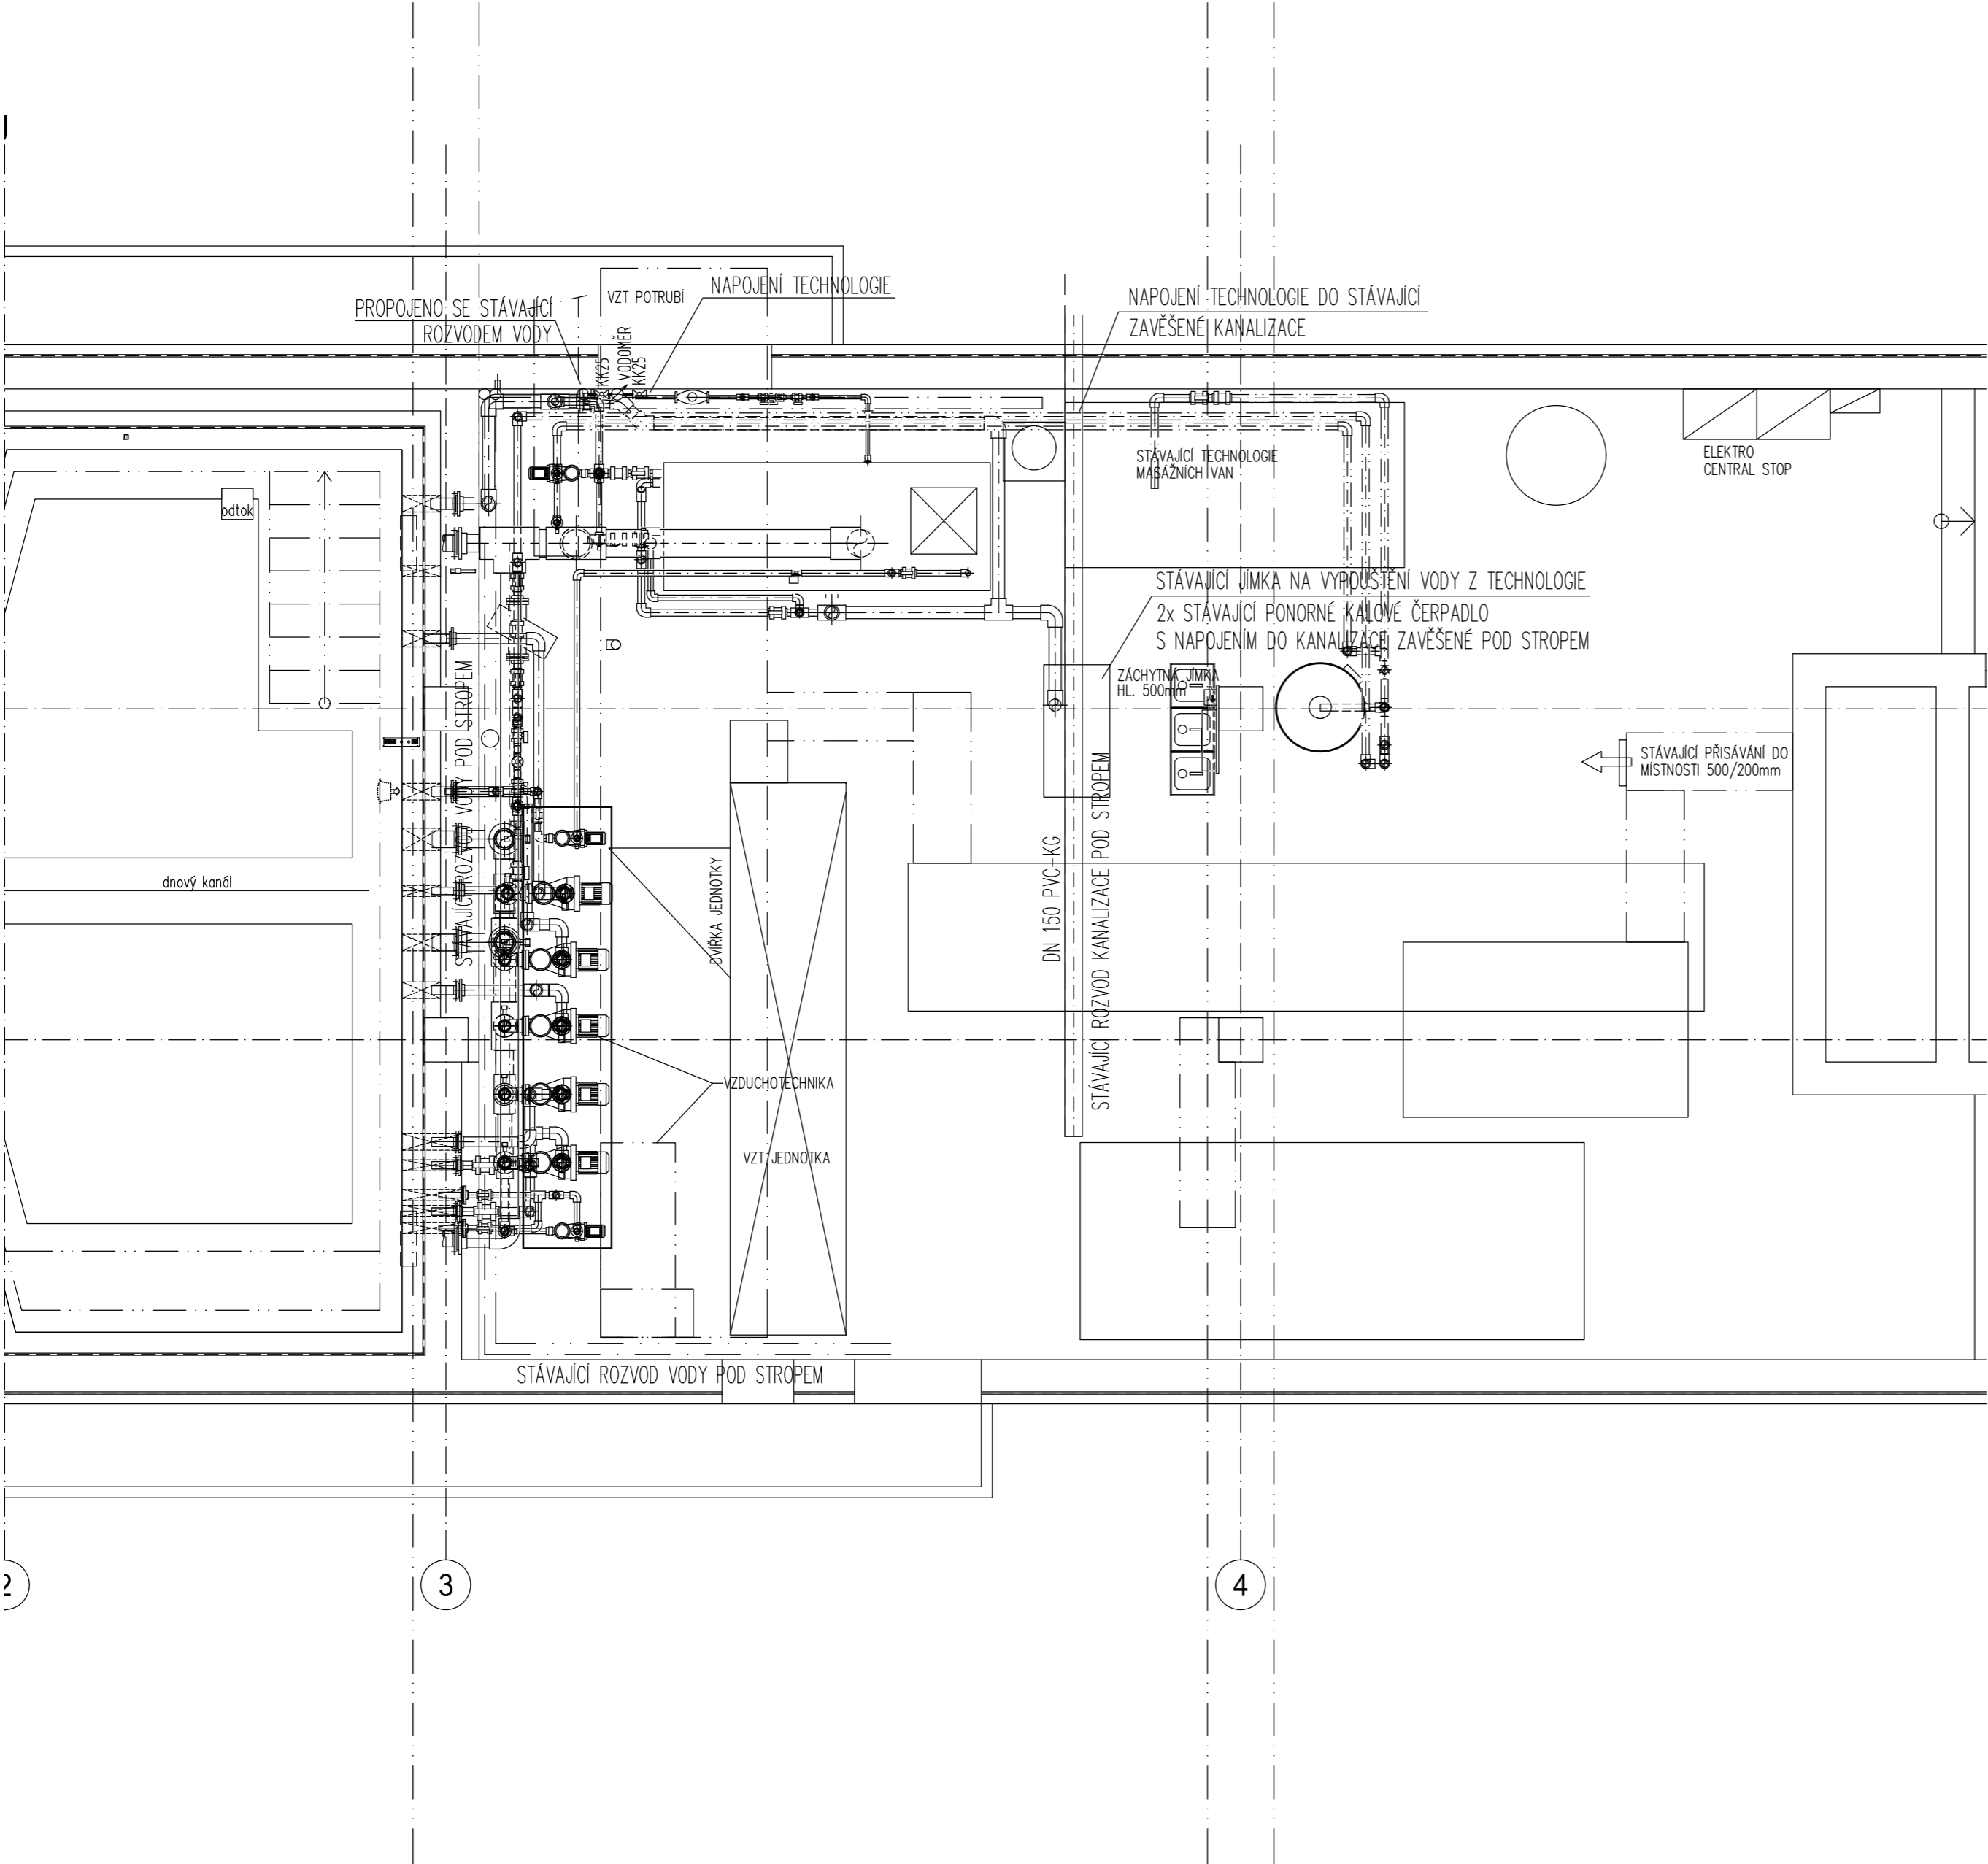 PROPOJENO SE STÁVAJÍCÍ
ROZVODEM VODY
VZT POTRUBÍ
NAPOJENÍ TECHNOLOGIE
KK25
VODOMĚR
KK25
NAPOJENÍ TECHNOLOGIE DO STÁVAJÍCÍ
ZAVĚŠENÉ KANALIZACE
STÁVAJÍCÍ TECHNOLOGIE
MASÁŽNÍCH VAN
ELEKTRO
CENTRAL STOP
odtok
STÁVAJÍCÍ JÍMKA NA VYPOUŠTĚNÍ VODY Z TECHNOLOGIE
2x STÁVAJÍCÍ PONORNÉ KALOVÉ ČERPADLO
S NAPOJENÍM DO KANALIZACE ZAVĚŠENÉ POD STROPEM
ZÁCHYTNÁ JÍMKA
HL. 500mm
STÁVAJÍCÍ PŘISÁVÁNÍ DO
MÍSTNOSTI 500/200mm
STÁVAJÍCÍ ROZVOD VODY POD STROPEM
dnový kanál
DVÍŘKA JEDNOTKY
DN 150 PVC-KG
STÁVAJÍCÍ ROZVOD KANALIZACE POD STROPEM
VZDUCHOTECHNIKA
VZT JEDNOTKA
STÁVAJÍCÍ ROZVOD VODY POD STROPEM
2
3
4